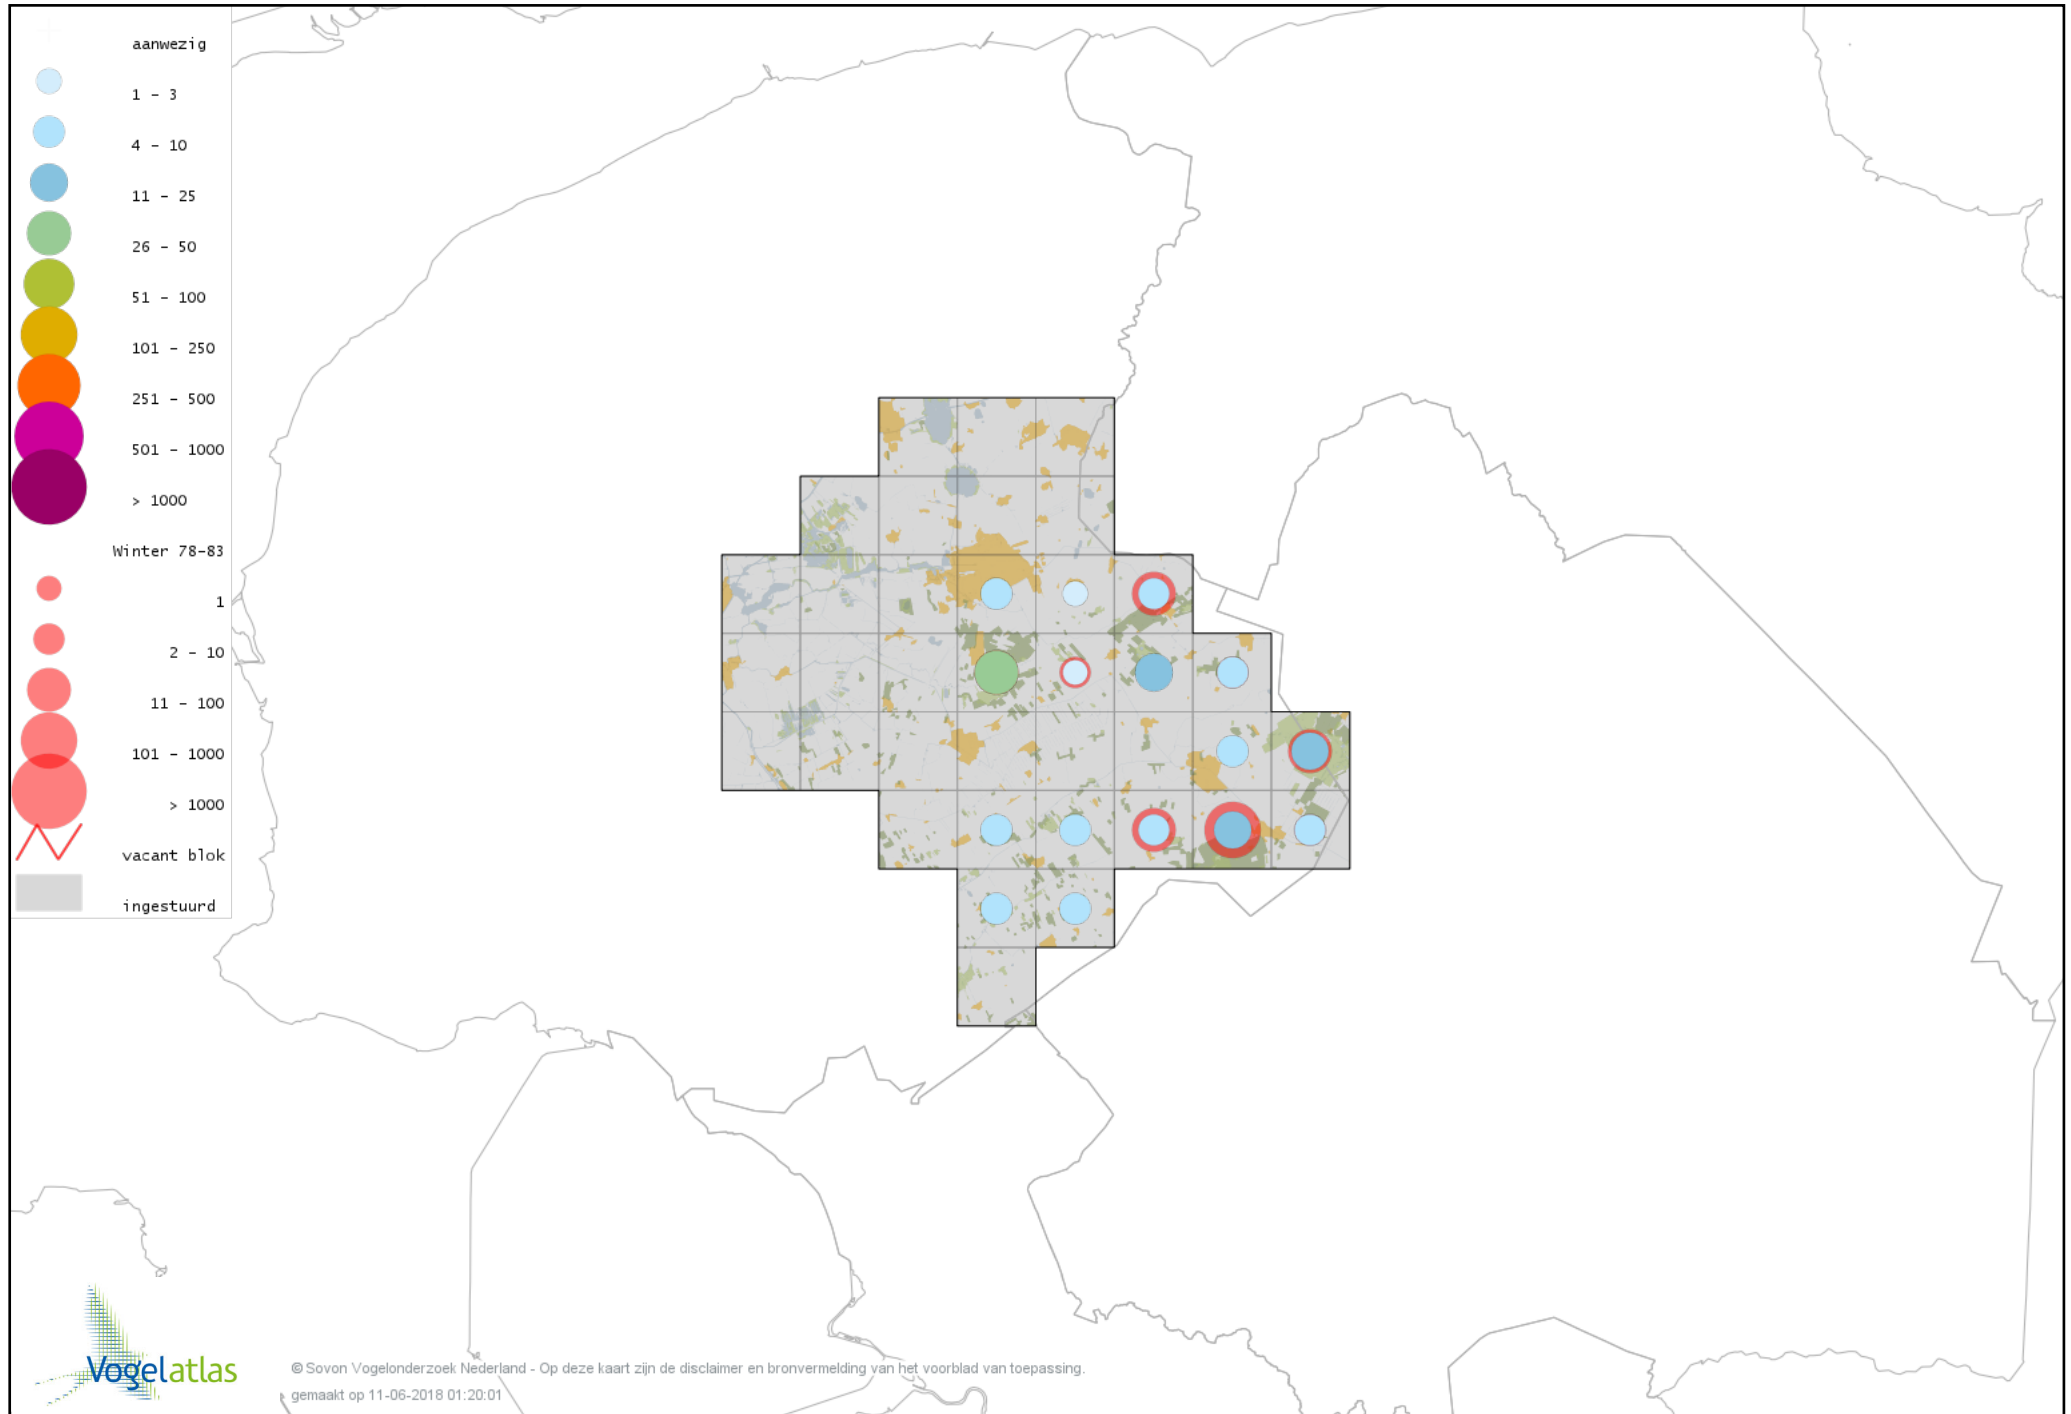 aanwezig
1 - 3
4 - 10
11 - 25
26 - 50
51 - 100
101 - 250
251 - 500
501 - 1000
> 1000
Winter 78-83
1
2 - 10
11 - 100
101 - 1000
> 1000
vacant blok
ingestuurd
Vogelatlas
© Sovon Vogelonderzoek Nederland - Op deze kaart zijn de disclaimer en bronvermelding van het voorblad van toepassing.
gemaakt op 11-06-2018 01:20:01